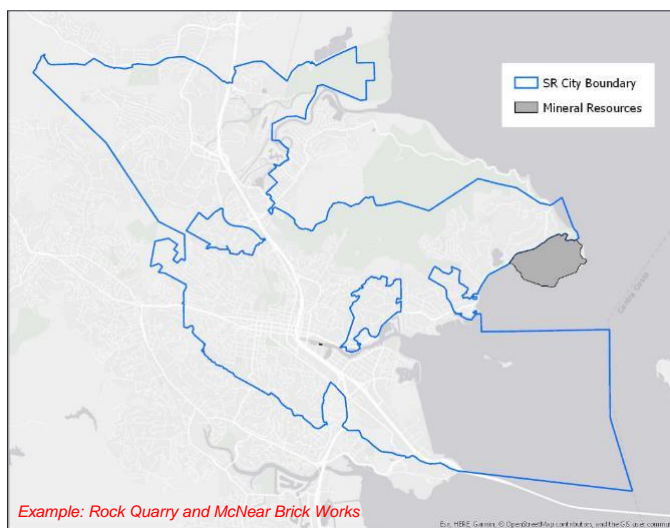 SR City Boundary
Mineral Resources
Example: Rock Quarry and McNear Brick Works
Esri, HERE, Garmin, © OpenStreetMap contributors, and the GIS user community